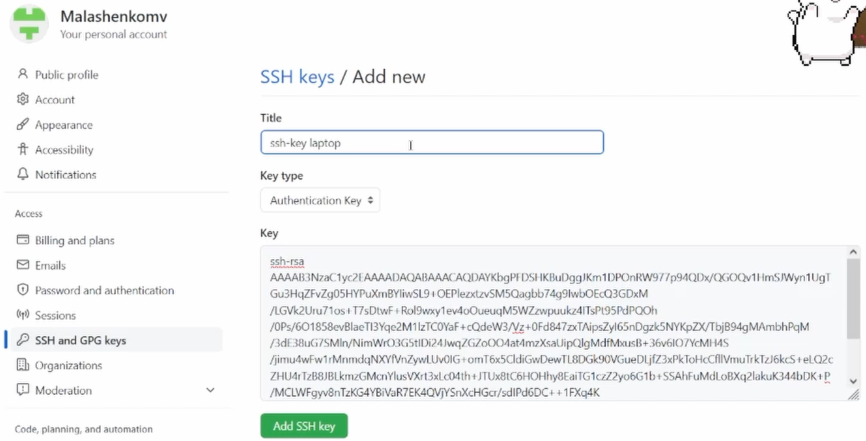 Malashenkomv
Your personal account
Public profile
Account
Appearance
Accessibility
Notifications
Access
Billing and plans
Emails
Password and authentication
Sessions
SSH and GPG keys
Organizations
Moderation
Code, planning, and automation
SSH keys / Add new
Title
ssh-key laptop
Key type
Authentication Key
Key
ssh-rsa
AAAAB3NzaC1yc2EAAAADAQABAAACAQDAYKbgPFDSHKBuDggJKm1DPOnRW977p94QDx/QGOQv1HmSJWyn1UgT
Gu3HqZFvZg05HYPuXmBYIiwSL9+OEPlezxtzvSM5Qagbb74g9IwbOEcQ3GDxM
/LGVk2Uru71os+T7sDtwF+Rol9wxy1ev4oOueuqM5WZzwpuukz4ITsPt95PdPQOh
/0Ps/6O1858evBlaeTI3Yqe2M1lzTC0YaF+cQdeW3/Vz+0Fd847zxTAipsZyI65nDgzk5NYKpZX/TbjB94gMAmbhPqM
/3dE38uG7SMln/NimWrO3G5tIDi24JwqZGZoOO4at4mzXsaUipQlgMdfMxusB+36v6IO7YcMH4S
/jimu4wFw1rMnmdqNXYfVnZywLUv0IG+omT6x5CldiGwDewTL8DGk90VGueDLjfZ3xPkToHcCfllVmuTrkTzJ6kcS+eLQ2c
ZHU4rTzB8JBLkmzGMcnYlusVXrt3xLc04th+JTUx8tC6HOHhy8EaiTG1czZ2yo6G1b+SSAhFuMdLoBXq2lakuK344bDK+P
/MCLWFgyv8nTzKG4YBiVaR7EK4QVjYSnXcHGcr/sdIPd6DC++1FXq4K
Add SSH key